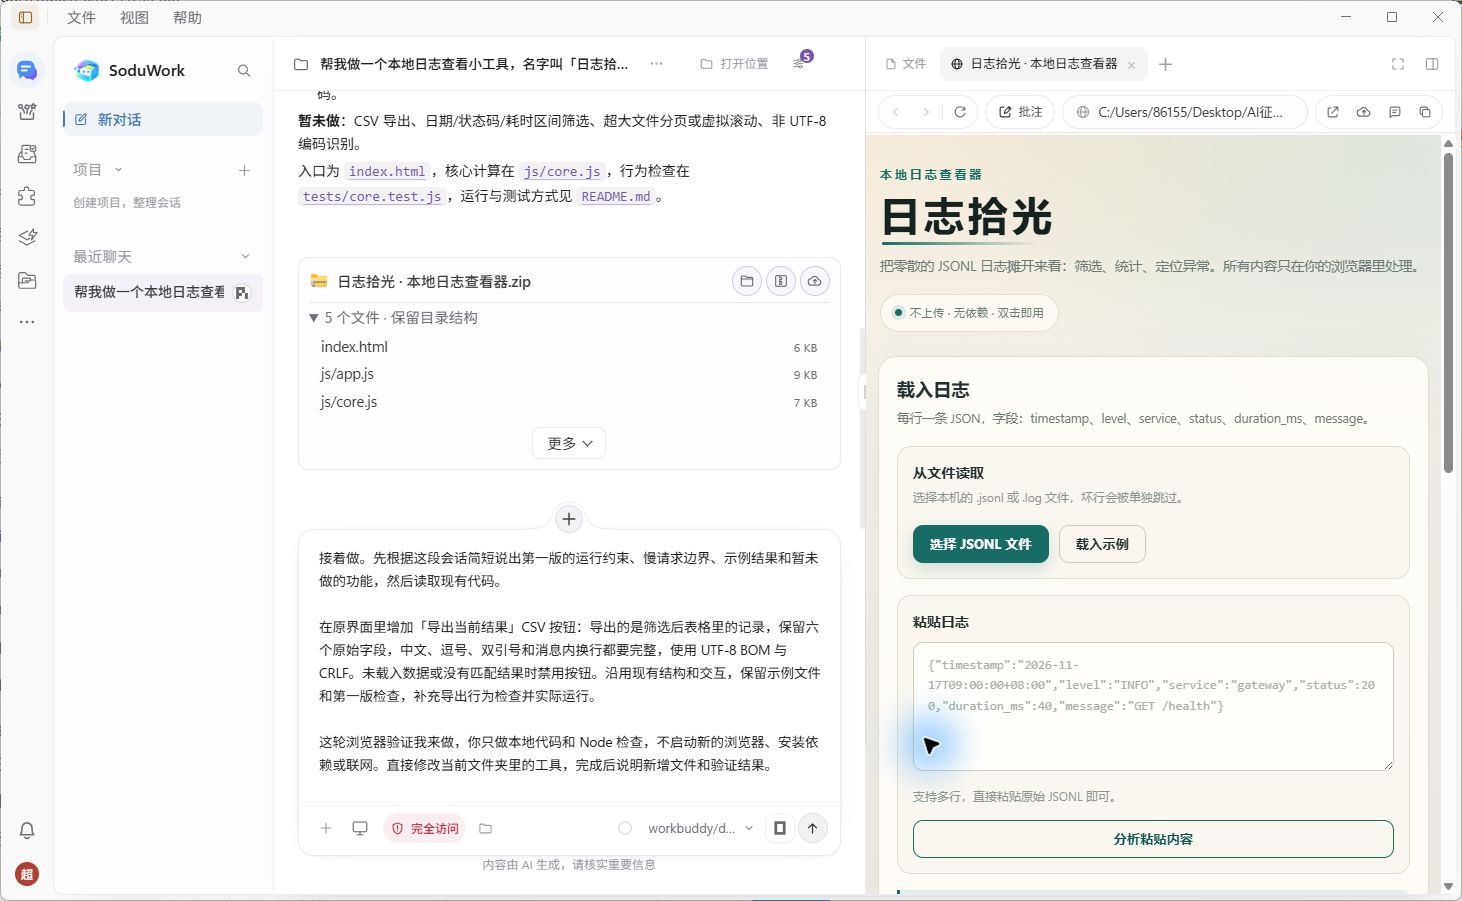 文件 视图 帮助
SoduWork
新对话
项目
创建项目，整理会话
最近聊天
帮我做一个本地日志查看
超
帮我做一个本地日志查看小工具，名字叫「日志拾...
打开位置
5
码。
暂未做：CSV 导出、日期/状态码/耗时区间筛选、超大文件分页或虚拟滚动、非 UTF-8
编码识别。
入口为 index.html，核心计算在 js/core.js，行为检查在
tests/core.test.js，运行与测试方式见 README.md。
日志拾光 · 本地日志查看器.zip
5 个文件 · 保留目录结构
index.html 6 KB
js/app.js 9 KB
js/core.js 7 KB
更多
接着做。先根据这段会话简短说出第一版的运行约束、慢请求边界、示例结果和暂未
做的功能，然后读取现有代码。
在原界面里增加「导出当前结果」CSV 按钮：导出的是筛选后表格里的记录，保留六
个原始字段，中文、逗号、双引号和消息内换行都要完整，使用 UTF-8 BOM 与
CRLF。未载入数据或没有匹配结果时禁用按钮。沿用现有结构和交互，保留示例文件
和第一版检查，补充导出行为检查并实际运行。
这轮浏览器验证我来做，你只做本地代码和 Node 检查，不启动新的浏览器、安装依
赖或联网。直接修改当前文件夹里的工具，完成后说明新增文件和验证结果。
完全访问
workbuddy/d...
内容由 AI 生成，请核实重要信息
文件
日志拾光 · 本地日志查看器
批注
C:/Users/86155/Desktop/AI征...
本地日志查看器
日志拾光
把零散的 JSONL 日志摊开来看：筛选、统计、定位异常。所有内容只在你的浏览器里处理。
不上传 · 无依赖 · 双击即用
载入日志
每行一条 JSON，字段：timestamp、level、service、status、duration_ms、message。
从文件读取
选择本机的 .jsonl 或 .log 文件，坏行会被单独跳过。
选择 JSONL 文件
载入示例
粘贴日志
{"timestamp":"2026-11-
17T09:00:00+08:00","level":"INFO","service":"gateway","status":20
0,"duration_ms":40,"message":"GET /health"}
支持多行，直接粘贴原始 JSONL 即可。
分析粘贴内容